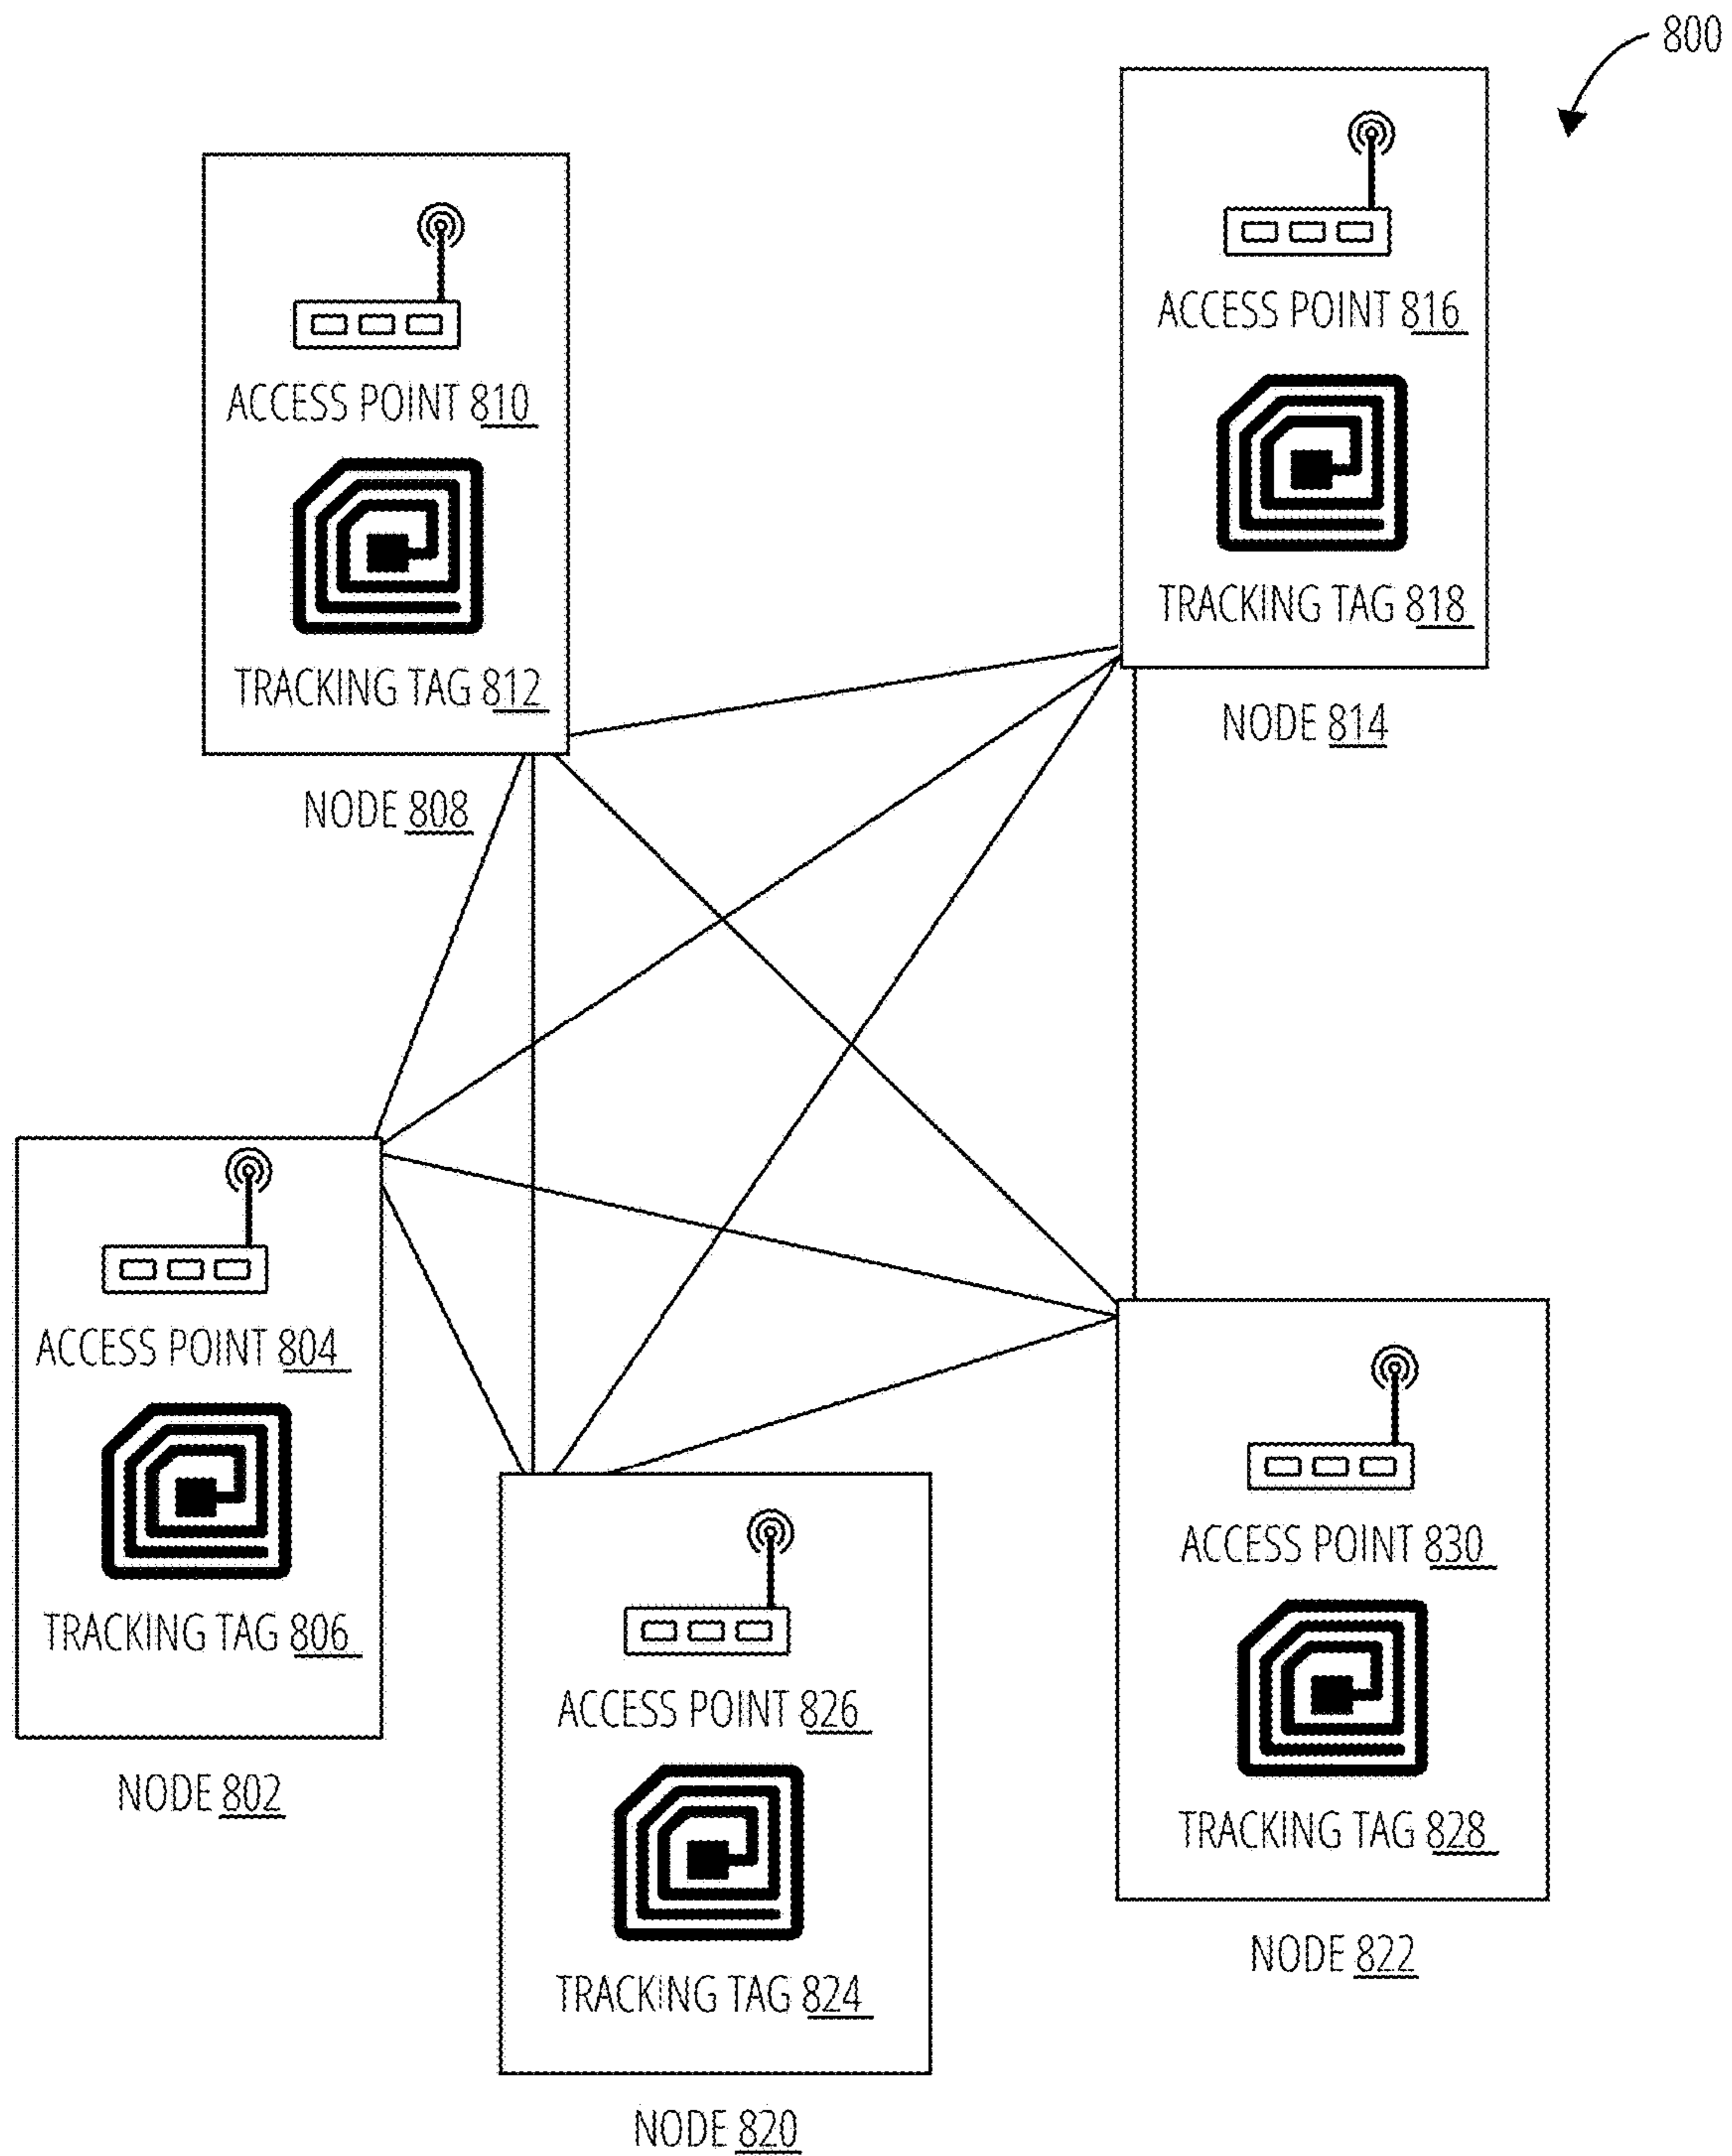 800
ACCESS POINT 816
TRACKING TAG 818
NODE 814
ACCESS POINT 810
TRACKING TAG 812
NODE 808
ACCESS POINT 804
TRACKING TAG 806
NODE 802
ACCESS POINT 826
TRACKING TAG 824
NODE 820
ACCESS POINT 830
TRACKING TAG 828
NODE 822